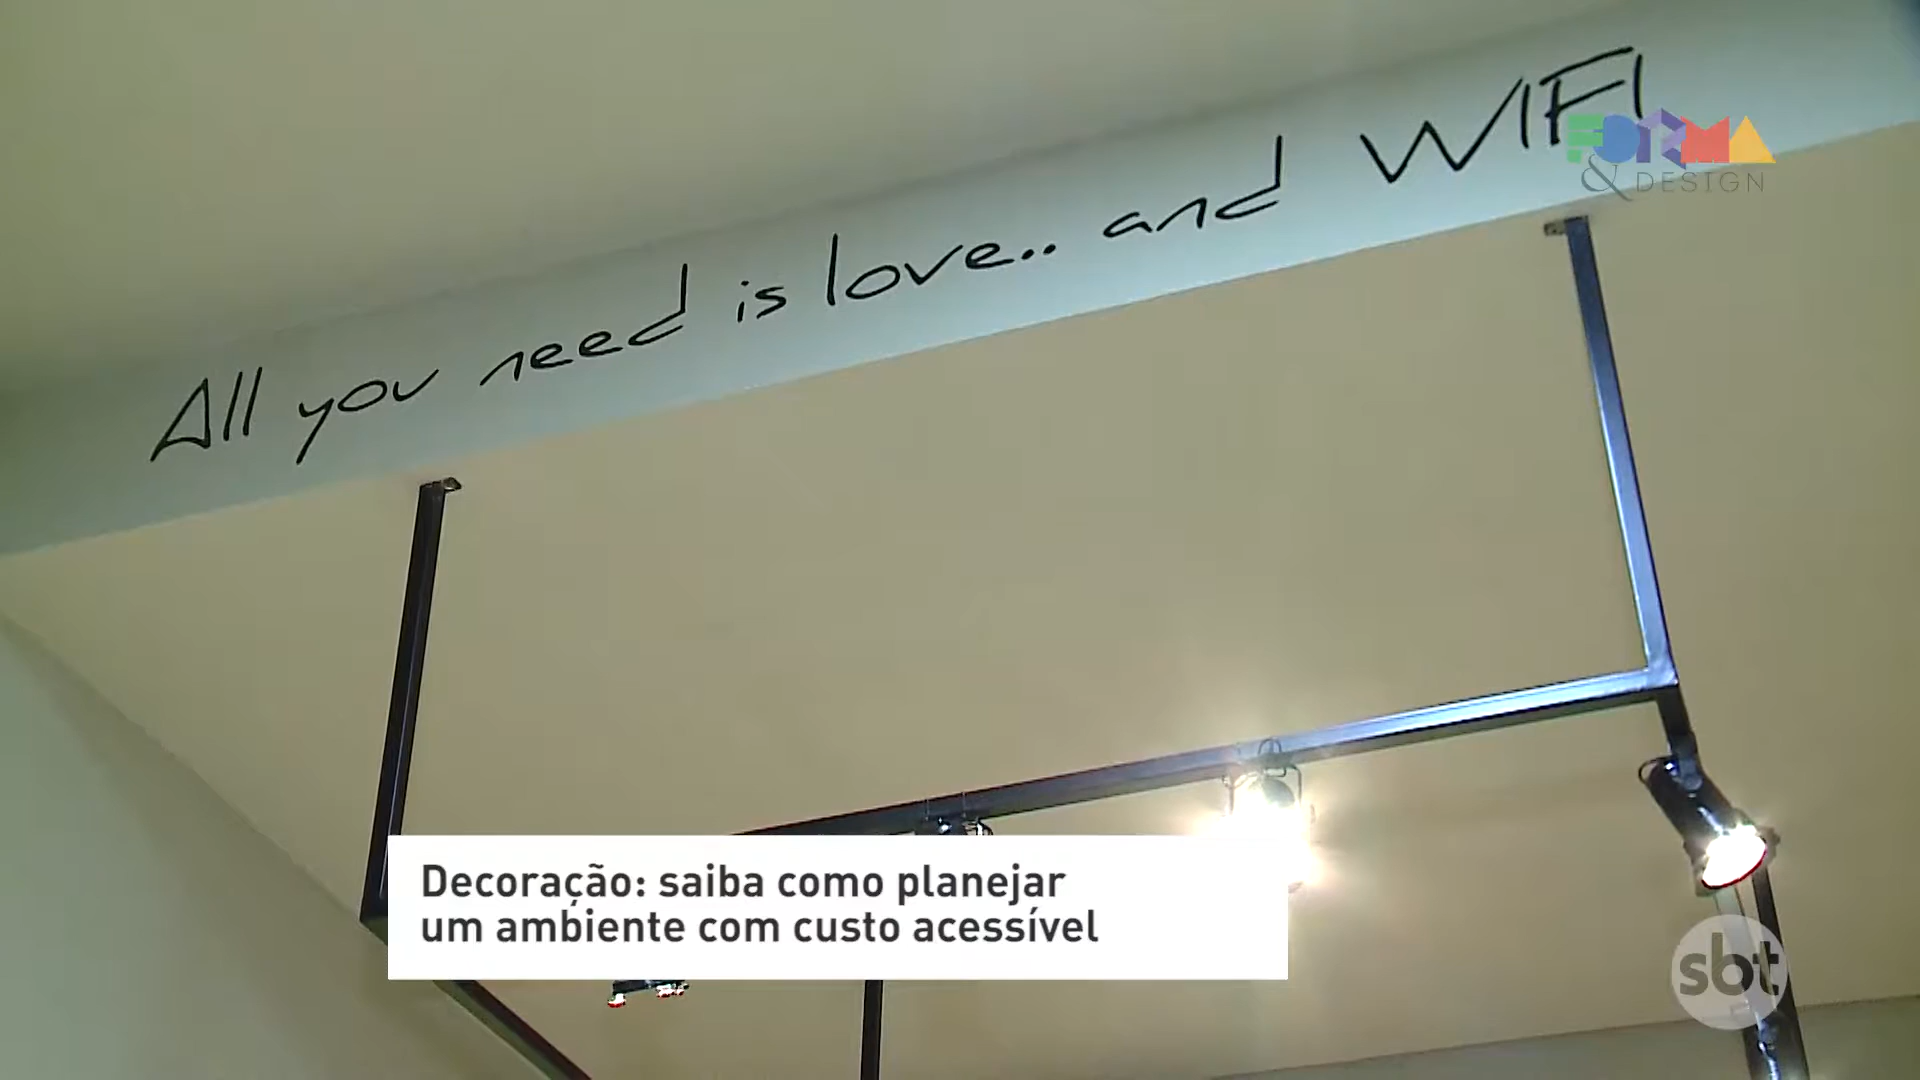 All you need is love.. and WIFI
FORMA
& DESIGN
Decoração: saiba como planejar
um ambiente com custo acessível
sbt